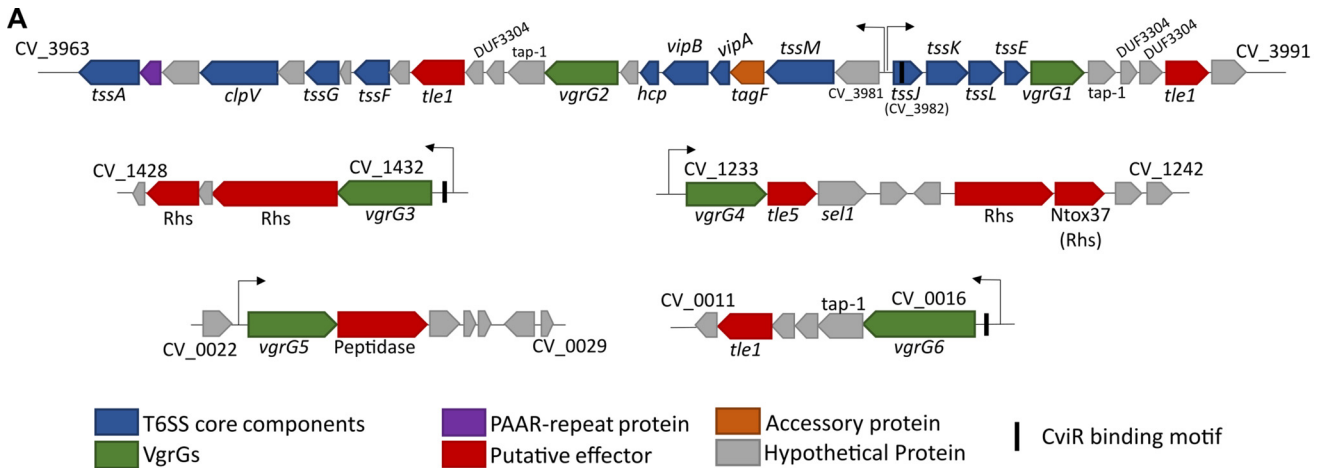 A
CV_3963
DUF3304
tap-1
vipB
vipA
tssM
tssK
tssE
DUF3304
DUF3304
CV_3991
tssA
clpV
tssG
tssF
tle1
vgrG2
hcp
tagF
CV_3981
tssJ
(CV_3982)
tssL
vgrG1
tap-1
tle1
CV_1428
CV_1432
Rhs
Rhs
vgrG3
CV_1233
CV_1242
vgrG4
tle5
sel1
Rhs
Ntox37
(Rhs)
CV_0022
vgrG5
Peptidase
CV_0029
CV_0011
tap-1
CV_0016
tle1
vgrG6
T6SS core components
PAAR-repeat protein
Accessory protein
VgrGs
Putative effector
Hypothetical Protein
CviR binding motif